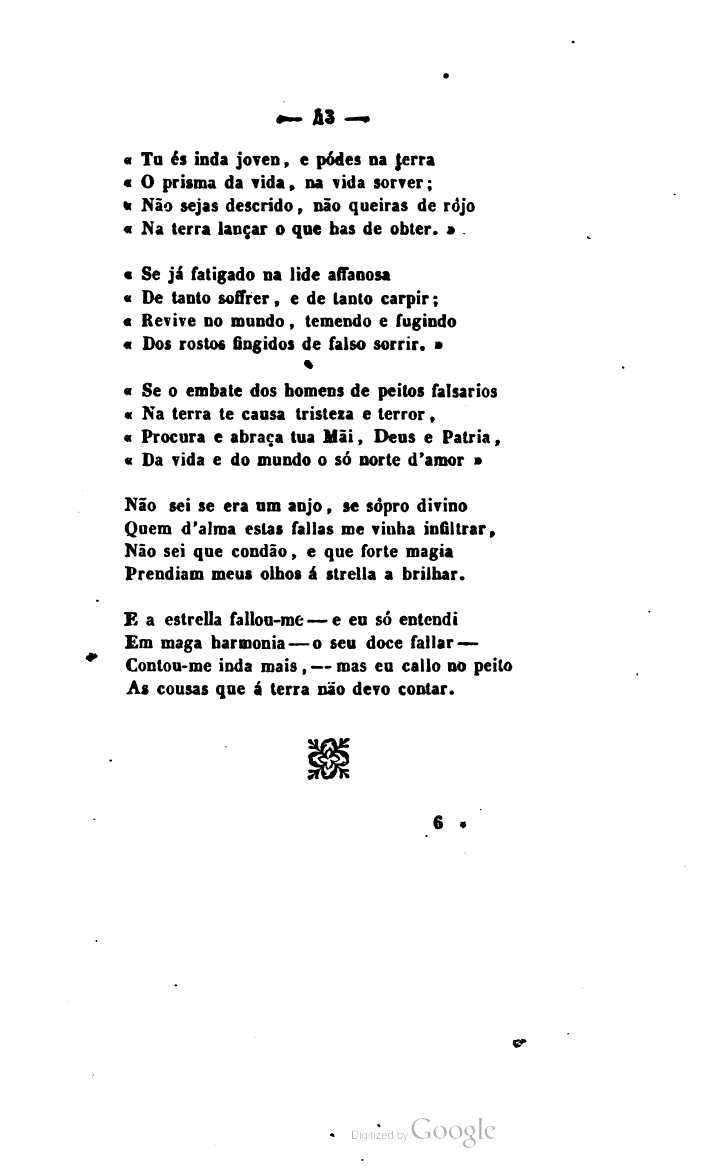 — 43 —
« Tu és inda joven, e pódes na terra
« O prisma da vida, na vida sorver;
« Não sejas descrido, não queiras de rôjo
« Na terra lançar o que has de obter. »
« Se já fatigado na lide affanosa
« De tanto soffrer, e de tanto carpir;
« Revive no mundo, temendo e fugindo
« Dos rostos fingidos de falso sorrir. »
« Se o embate dos homens de peitos falsarios
« Na terra te causa tristeza e terror,
« Procura e abraça tua Mãi, Deus e Patria,
« Da vida e do mundo o só norte d'amor »
Não sei se era um anjo, se sôpro divino
Quem d'alma estas fallas me vinha infiltrar,
Não sei que condão, e que forte magia
Prendiam meus olhos á strella a brilhar.
E a estrella fallou-me — e eu só entendi
Em maga harmonia — o seu doce fallar —
Contou-me inda mais, — mas eu callo no peito
As cousas que á terra não devo contar.
6 *
Digitized by Google